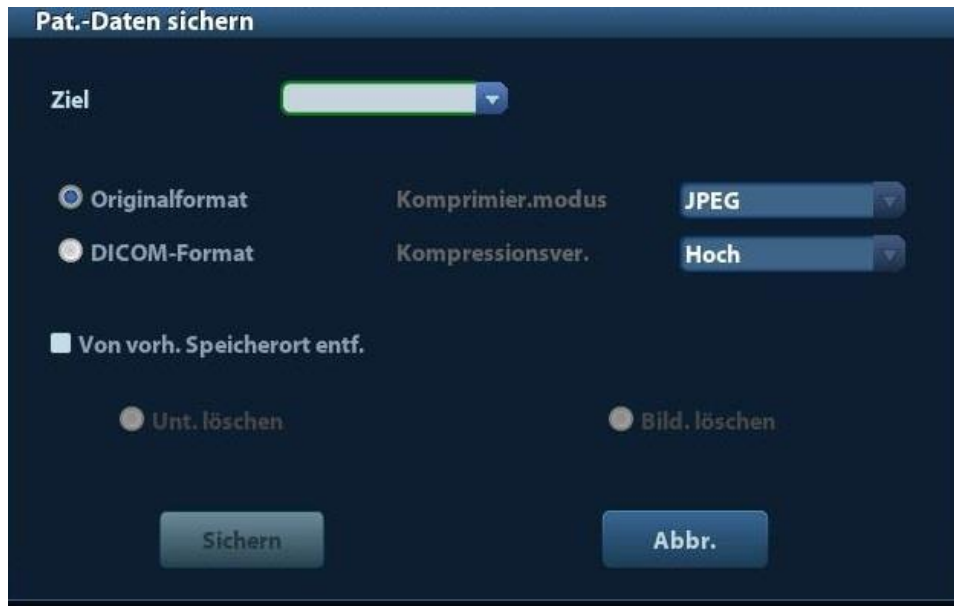 Pat.-Daten sichern
Ziel
Originalformat Komprimier.modus JPEG
DICOM-Format Kompressionsver. Hoch
Von vorh. Speicherort entf.
Unt. löschen Bild. löschen
Sichern Abbr.